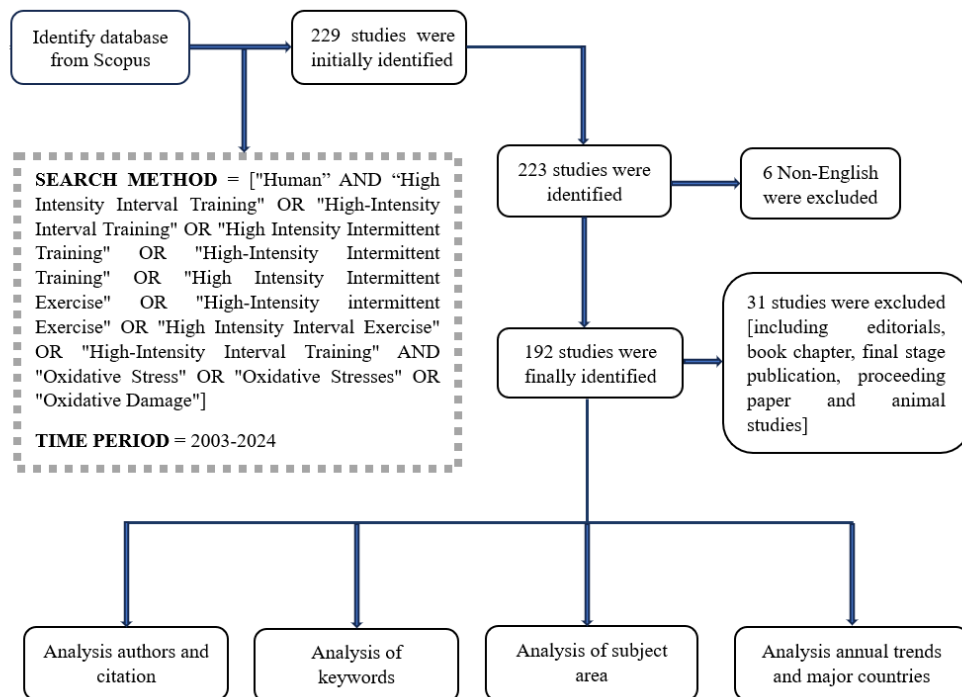 Identify database
from Scopus
229 studies were
initially identified
SEARCH METHOD = ["Human” AND “High
Intensity Interval Training" OR "High-Intensity
Interval Training" OR "High Intensity Intermittent
Training" OR "High-Intensity Intermittent
Training" OR "High Intensity Intermittent
Exercise" OR "High-Intensity intermittent
Exercise" OR "High Intensity Interval Exercise"
OR "High-Intensity Interval Training" AND
"Oxidative Stress" OR "Oxidative Stresses" OR
"Oxidative Damage"]
TIME PERIOD = 2003-2024
223 studies were
identified
6 Non-English
were excluded
192 studies were
finally identified
31 studies were excluded
[including editorials,
book chapter, final stage
publication, proceeding
paper and animal
studies]
Analysis authors and
citation
Analysis of
keywords
Analysis of subject
area
Analysis annual trends
and major countries